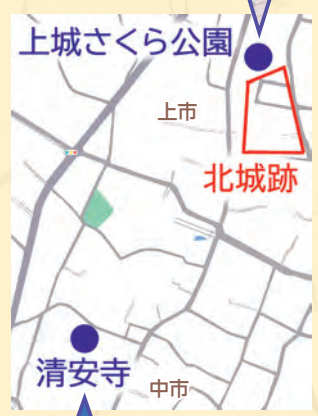 上城さくら公園
上市
北城跡
清安寺
中市